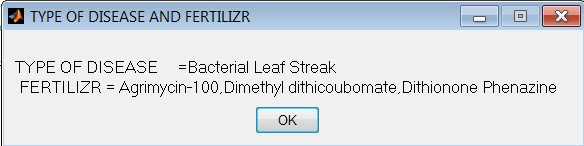 TYPE OF DISEASE AND FERTILIZR
TYPE OF DISEASE =Bacterial Leaf Streak
FERTILIZR = Agrimycin-100,Dimethyl dithicoubomate,Dithionone Phenazine
OK